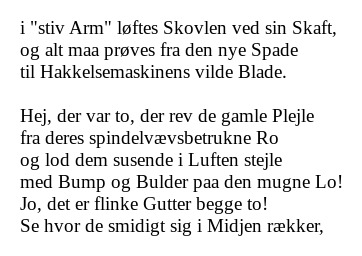 i "stiv Arm" løftes Skovlen ved sin Skaft,
og alt maa prøves fra den nye Spade
til Hakkelsemaskinens vilde Blade.

Hej, der var to, der rev de gamle Plejle
fra deres spindelvævsbetrukne Ro
og lod dem susende i Luften stejle
med Bump og Bulder paa den mugne Lo!
Jo, det er flinke Gutter begge to!
Se hvor de smidigt sig i Midjen rækker,